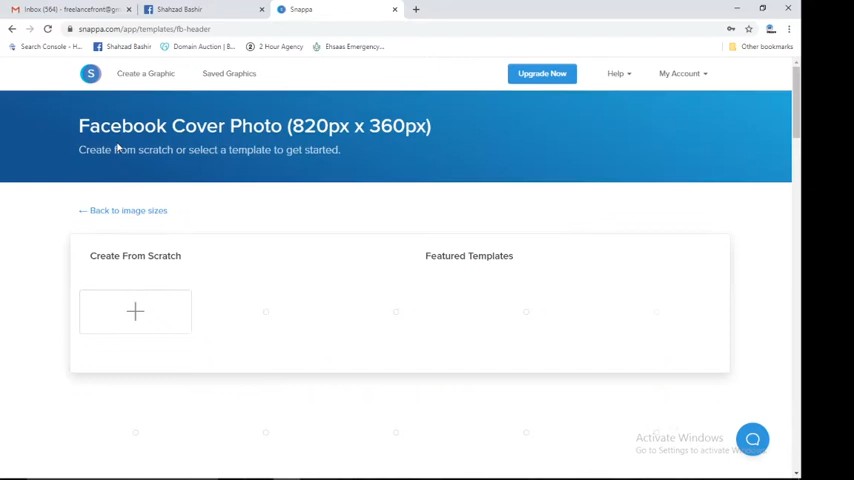 Inbox (564) - freelancefront@gm
Shahzad Bashir
Snappa
snappa.com/app/templates/fb-header
Search Console - H...
Shahzad Bashir
Domain Auction | B...
2 Hour Agency
Ehsaas Emergency...
Other bookmarks
S
Create a Graphic
Saved Graphics
Upgrade Now
Help
My Account
Facebook Cover Photo (820px x 360px)
Create from scratch or select a template to get started.
← Back to image sizes
Create From Scratch
Featured Templates
Activate Windows
Go to Settings to activate Windows.